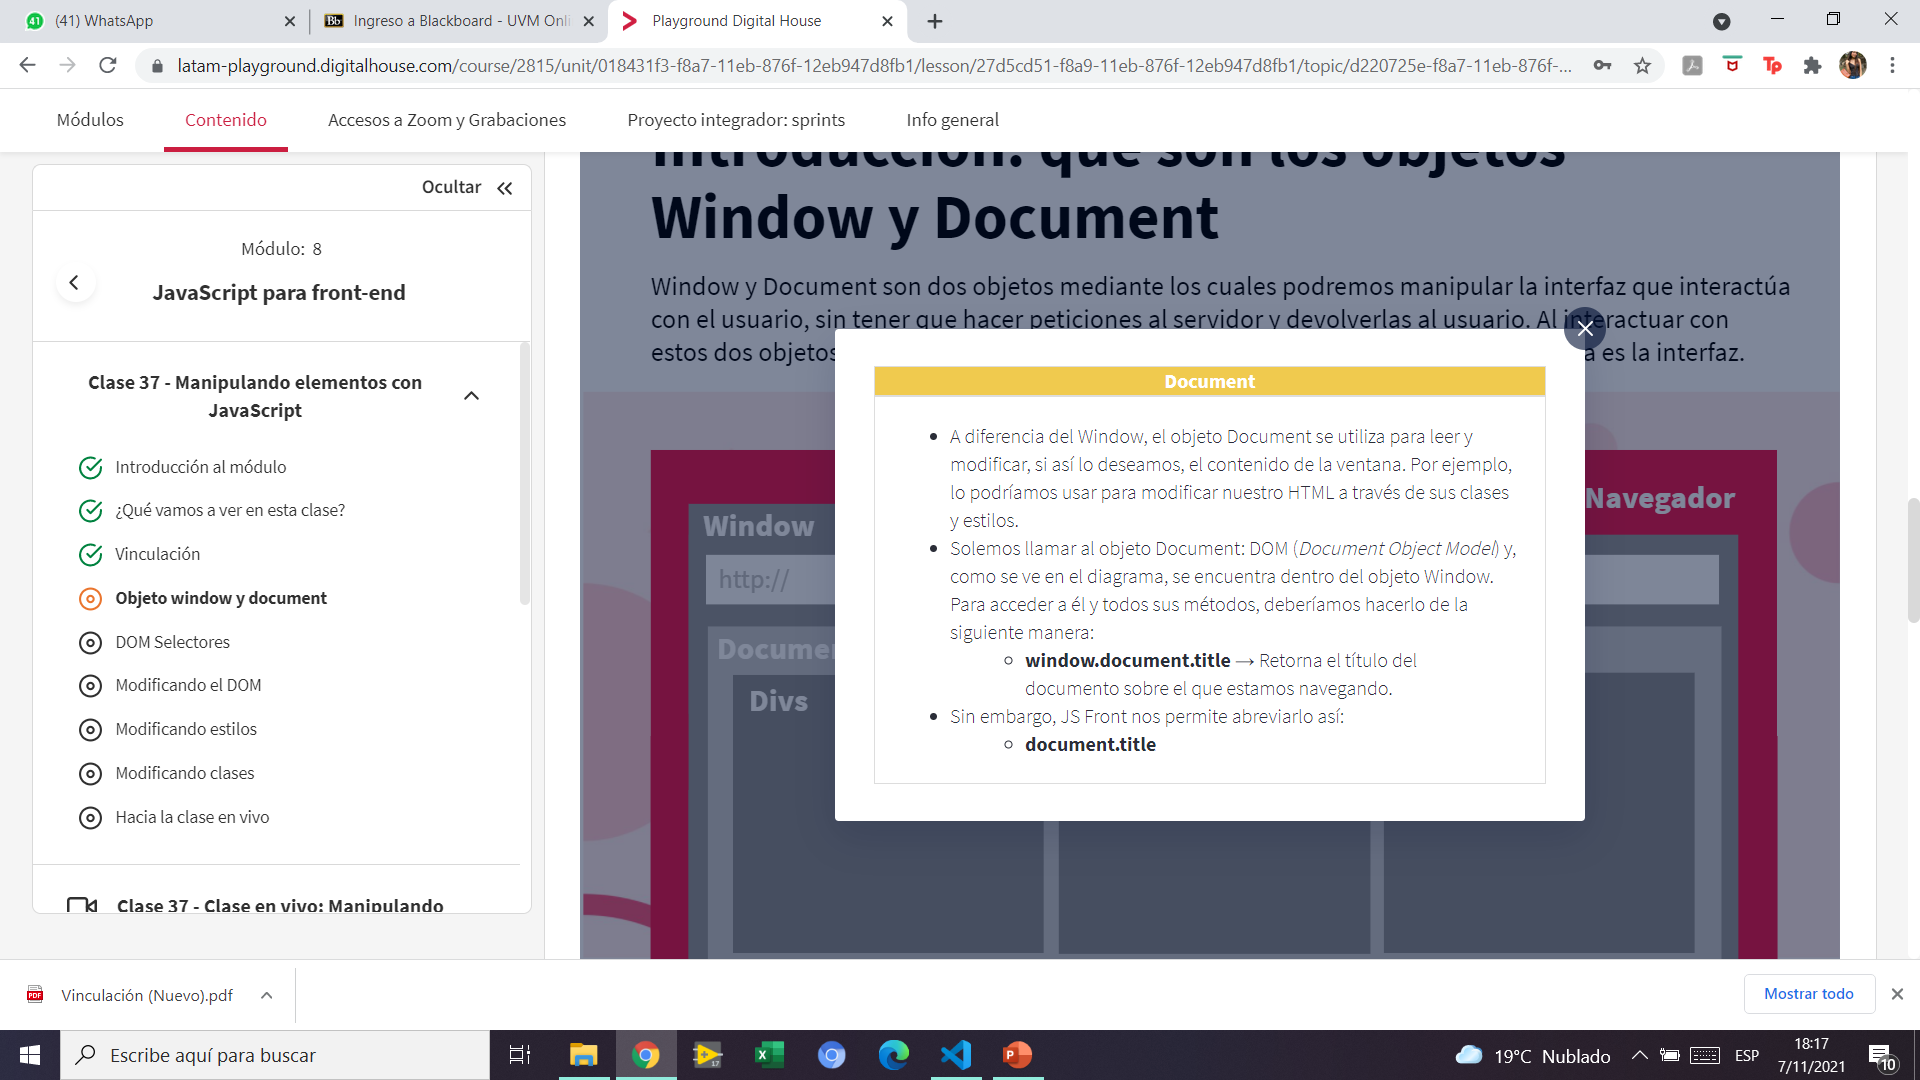 (41) WhatsApp
Ingreso a Blackboard - UVM Onli
Playground Digital House
latam-playground.digitalhouse.com/course/2815/unit/018431f3-f8a7-11eb-876f-12eb947d8fb1/lesson/27d5cd51-f8a9-11eb-876f-12eb947d8fb1/topic/d220725e-f8a7-11eb-876f-...
Módulos
Contenido
Accesos a Zoom y Grabaciones
Proyecto integrador: sprints
Info general
Ocultar
Módulo: 8
JavaScript para front-end
Clase 37 - Manipulando elementos con
JavaScript
Introducción al módulo
¿Qué vamos a ver en esta clase?
Vinculación
Objeto window y document
DOM Selectores
Modificando el DOM
Modificando estilos
Modificando clases
Hacia la clase en vivo
Clase 37 - Clase en vivo: Manipulando
Introducción: qué son los objetos
Window y Document
Window y Document son dos objetos mediante los cuales podremos manipular la interfaz que interactúa
con el usuario, sin tener que hacer peticiones al servidor y devolverlas al usuario. Al interactuar con
estos dos objetos a es la interfaz.
Navegador
Window
http://
Documen
Divs
Document
A diferencia del Window, el objeto Document se utiliza para leer y
modificar, si así lo deseamos, el contenido de la ventana. Por ejemplo,
lo podríamos usar para modificar nuestro HTML a través de sus clases
y estilos.
Solemos llamar al objeto Document: DOM (Document Object Model) y,
como se ve en el diagrama, se encuentra dentro del objeto Window.
Para acceder a él y todos sus métodos, deberíamos hacerlo de la
siguiente manera:
window.document.title → Retorna el título del
documento sobre el que estamos navegando.
Sin embargo, JS Front nos permite abreviarlo así:
document.title
Vinculación (Nuevo).pdf
Mostrar todo
Escribe aquí para buscar
19°C Nublado
ESP
18:17
7/11/2021
10